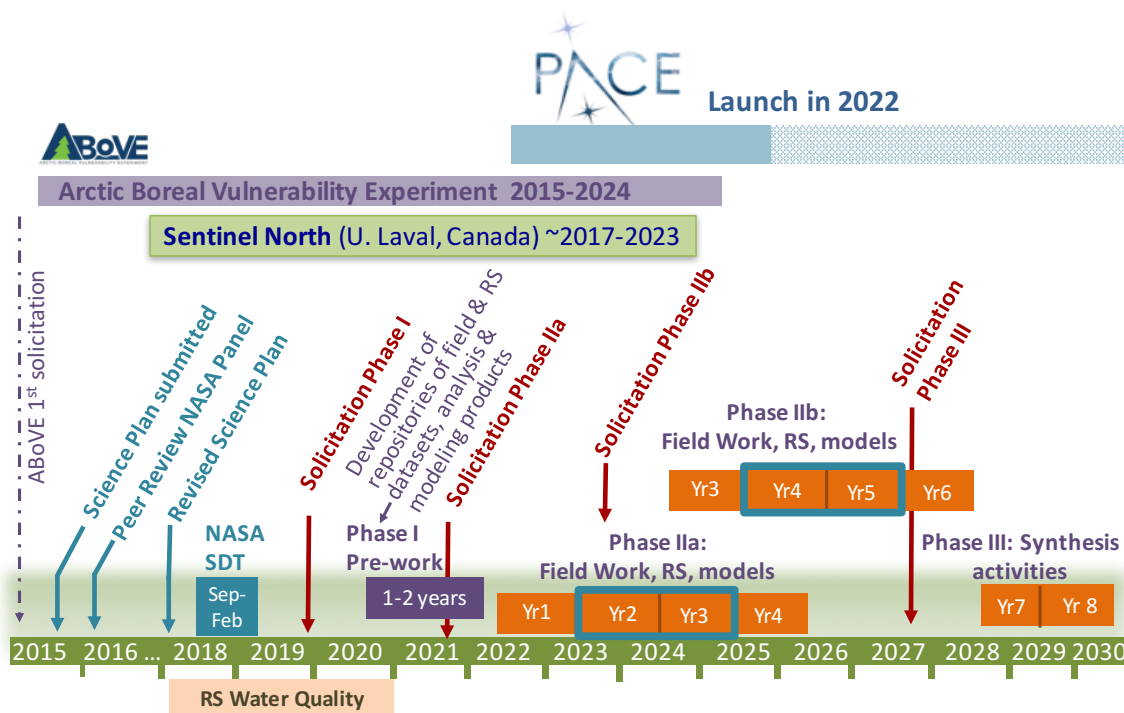 PACE
Launch in 2022
ABoVE
ARCTIC BOREAL VULNERABILITY EXPERIMENT
Arctic Boreal Vulnerability Experiment 2015-2024
Sentinel North (U. Laval, Canada) ~2017-2023
ABoVE 1st solicitation
Science Plan submitted
Peer Review NASA Panel
Revised Science Plan
NASA
SDT
Sep-
Feb
Solicitation Phase I
Development of
repositories of field & RS
datasets, analysis &
modeling products
Phase I
Pre-work
1-2 years
Solicitation Phase IIa
Solicitation Phase IIb
Solicitation
Phase III
Phase IIb:
Field Work, RS, models
Yr3 Yr4 Yr5 Yr6
Phase IIa:
Field Work, RS, models
Yr1 Yr2 Yr3 Yr4
Phase III: Synthesis
activities
Yr7 Yr 8
2015 2016 ... 2018 2019 2020 2021 2022 2023 2024 2025 2026 2027 2028 2029 2030
RS Water Quality